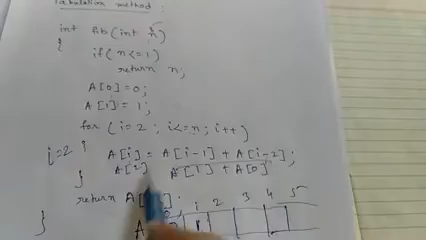 Tabulation method:
int fib(int n)
{
if(n<=1)
return n;
A[0]=0;
A[1]=1;
for (i=2; i<=n; i++)
i=2 {
A[i]= A[i-1] + A[i-2];
A[2] A[1] + A[0]
}
return A[
1 2 3 4 5
} A